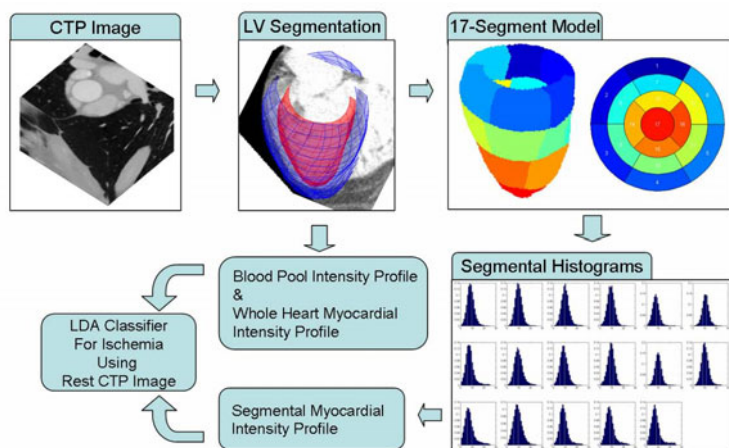 CTP Image
LV Segmentation
17-Segment Model
Segmental Histograms
Blood Pool Intensity Profile
&
Whole Heart Myocardial
Intensity Profile
LDA Classifier
For Ischemia
Using
Rest CTP Image
Segmental Myocardial
Intensity Profile